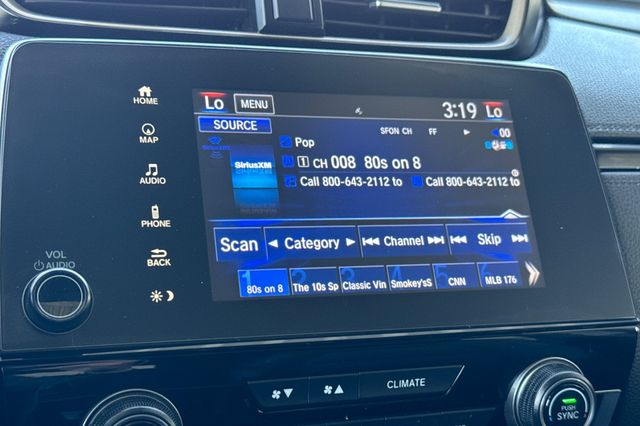 HOME
MAP
AUDIO
PHONE
BACK
VOL
AUDIO
Lo MENU 3:19 Lo
SOURCE SFON CH FF 00
Pop
SiriusXM
1 CH 008 80s on 8
Call 800-643-2112 to Call 800-643-2112 to
Scan Category Channel Skip
1 2 3 4 5 6
80s on 8 The 10s Sp Classic Vin Smokey'sS CNN MLB 176
CLIMATE
PUSH
SYNC